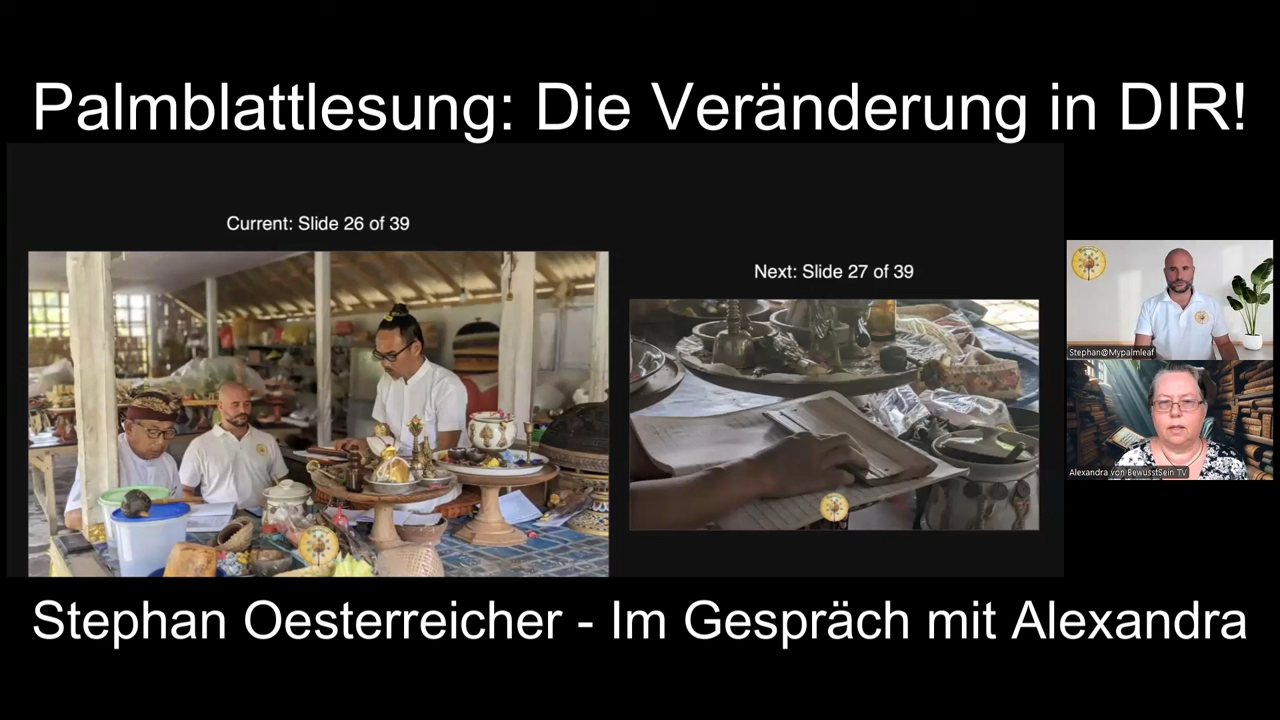 Palmblattlesung: Die Veränderung in DIR!
Current: Slide 26 of 39
Next: Slide 27 of 39
Stephan@Mypalmleaf
Alexandra von BewusstSein TV
Stephan Oesterreicher - Im Gespräch mit Alexandra